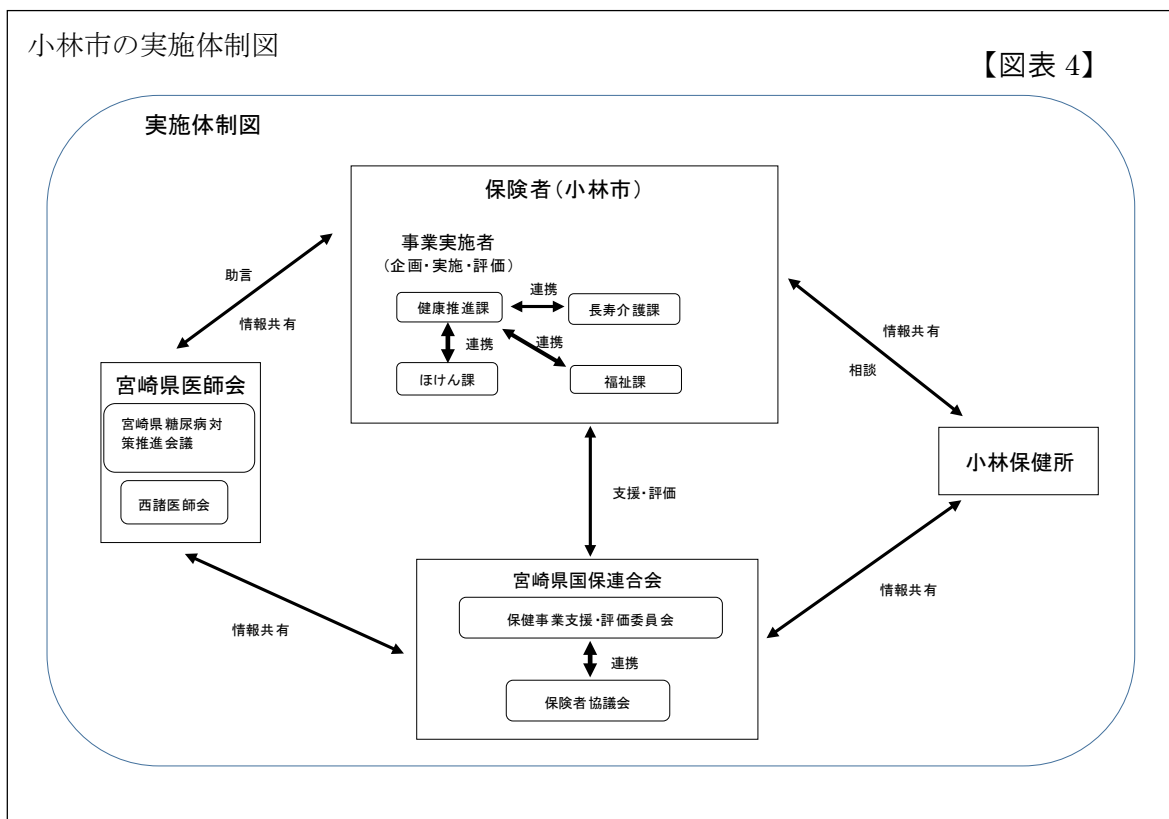 小林市の実施体制図
【図表 4】
実施体制図
保険者(小林市)
事業実施者
(企画・実施・評価)
健康推進課
連携
長寿介護課
連携
連携
ほけん課
福祉課
助言
情報共有
宮崎県医師会
宮崎県糖尿病対
策推進会議
西諸医師会
情報共有
相談
小林保健所
支援・評価
宮崎県国保連合会
保健事業支援・評価委員会
連携
保険者協議会
情報共有
情報共有